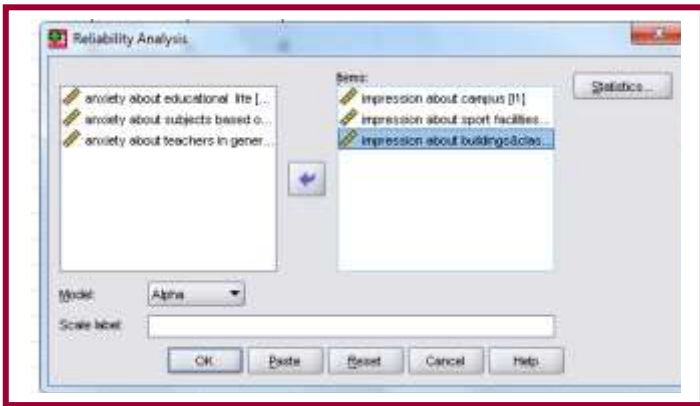 Reliability Analysis
Items:
Statistics...
anxiety about educational life [...
anxiety about subjects based o...
anxiety about teachers in gener...
impression about campus [I1]
impression about sport facilities...
impression about buildings&clas...
Model:
Alpha
Scale label:
OK
Paste
Reset
Cancel
Help